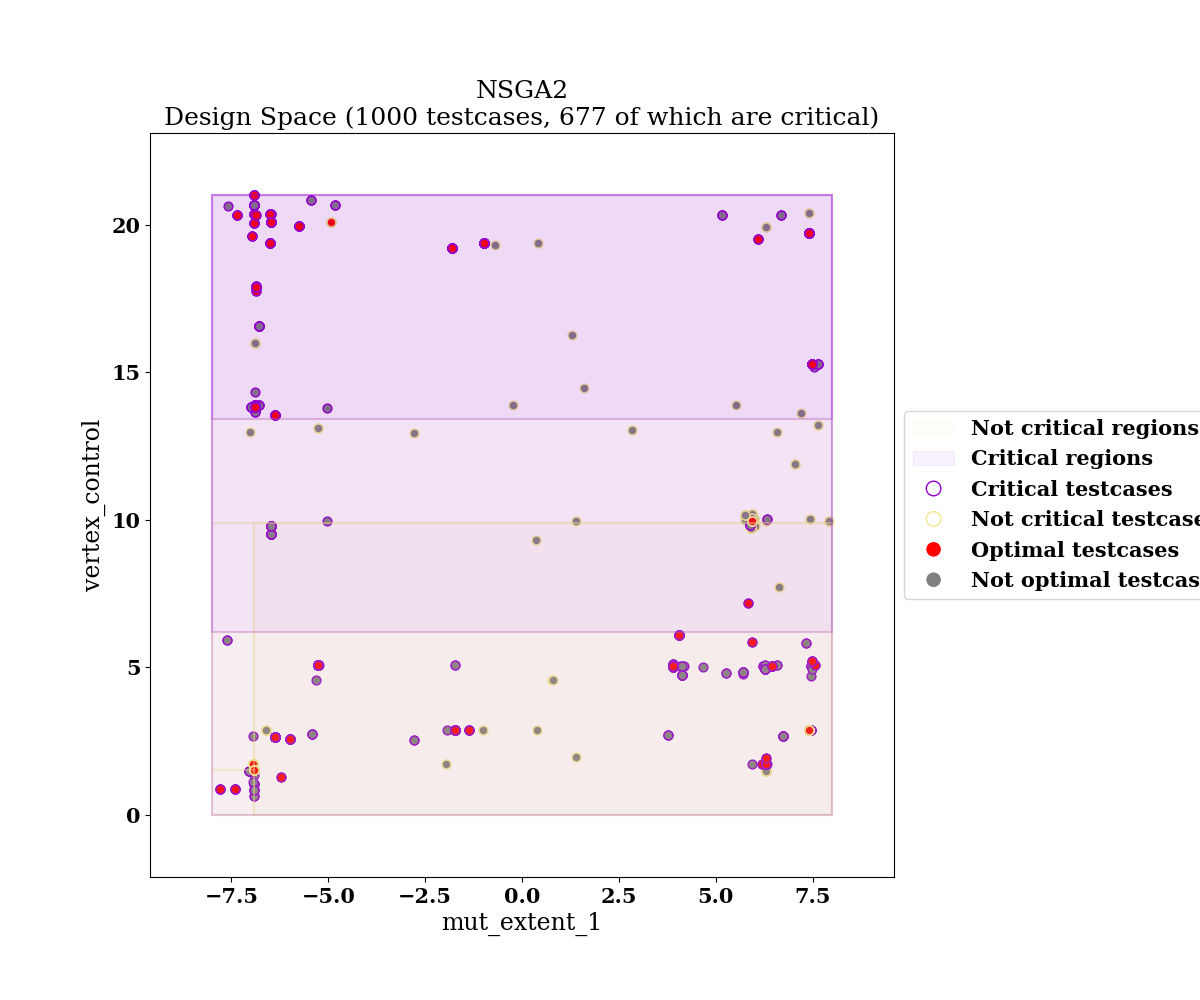 NSGA2
Design Space (1000 testcases, 677 of which are critical)
20
15
10
5
0
vertex_control
−7.5
−5.0
−2.5
0.0
2.5
5.0
7.5
mut_extent_1
Not critical regions
Critical regions
Critical testcases
Not critical testcase
Optimal testcases
Not optimal testcas